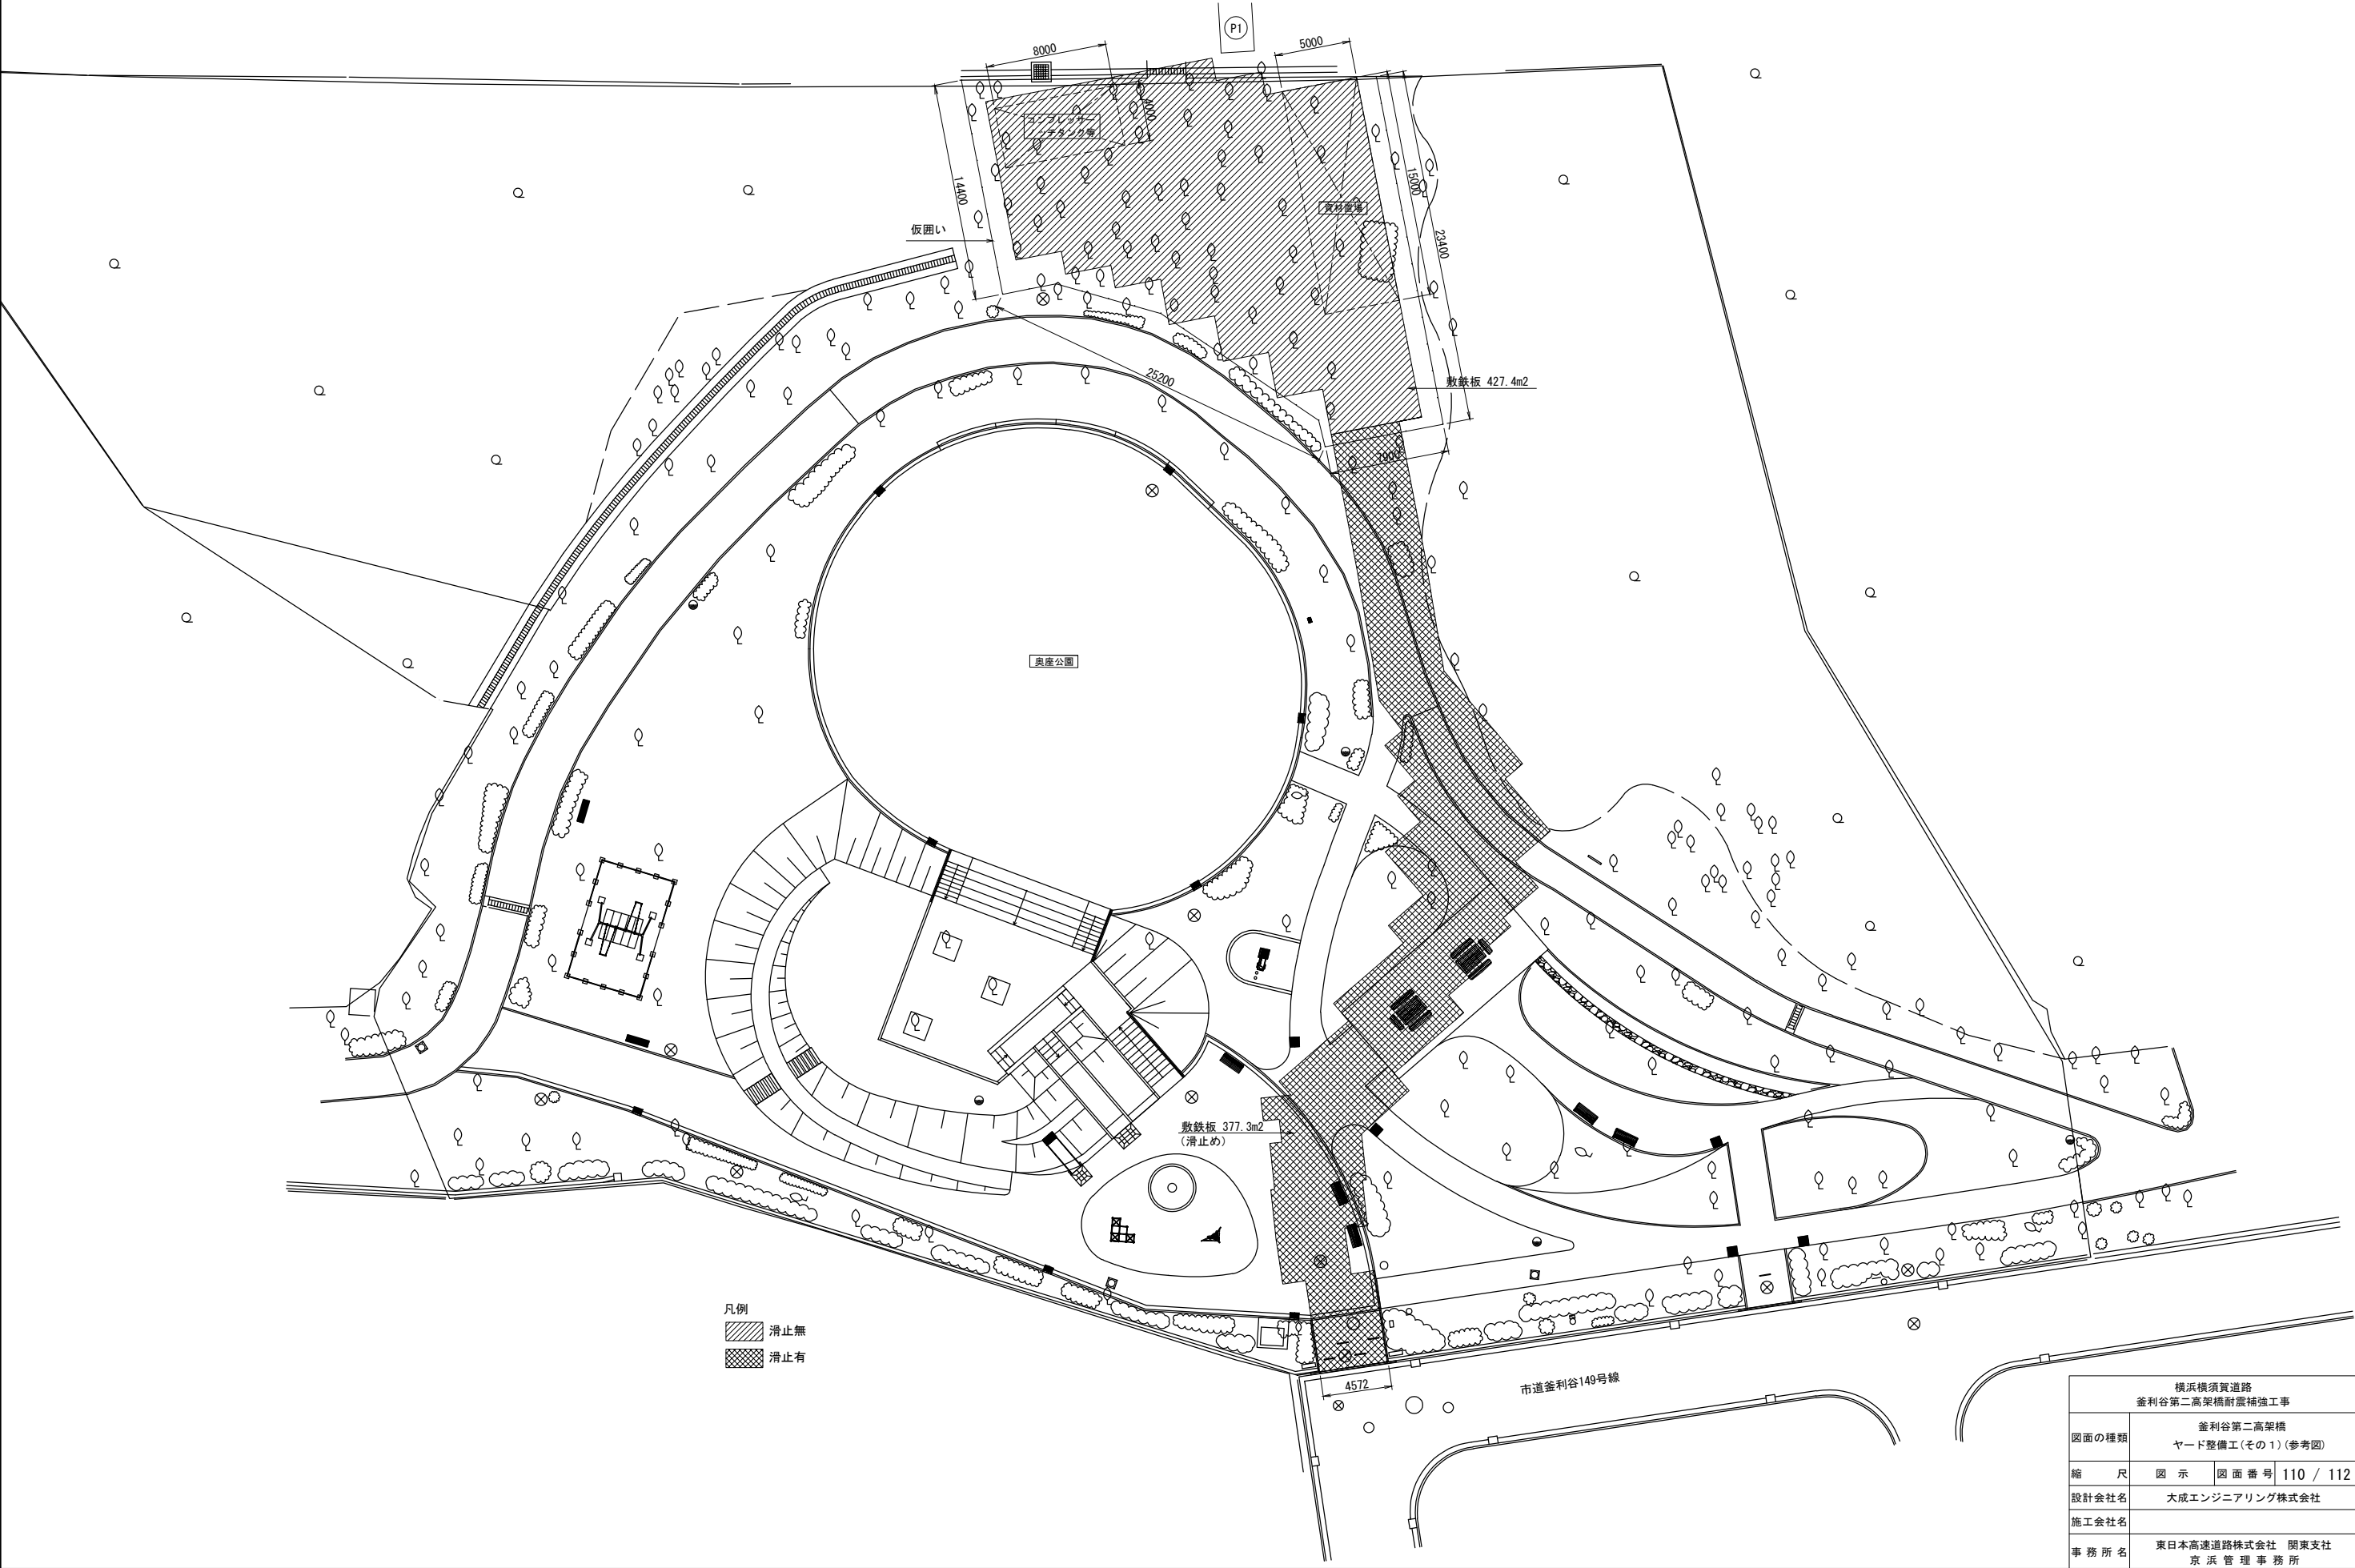 P1
8000
5000
4000
コンプレッサー
ノッチタンク等
14400
15000
資材置場
仮囲い
23400
25200
敷鉄板 427.4m2
7900
奥座公園
敷鉄板 377.3m2
(滑止め)
凡例
滑止無
滑止有
4572
市道釜利谷149号線
横浜横須賀道路
釜利谷第二高架橋耐震補強工事
図面の種類 釜利谷第二高架橋
ヤード整備工(その1)(参考図)
縮 尺 図 示 図面番号 110 / 112
設計会社名 大成エンジニアリング株式会社
施工会社名
事務所名 東日本高速道路株式会社 関東支社
京浜管理事務所